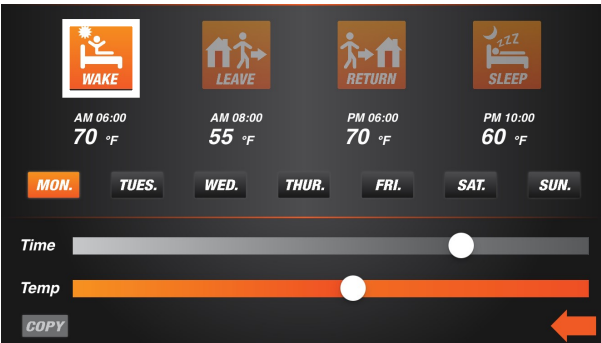 WAKE LEAVE RETURN zZZ SLEEP
AM 06:00 AM 08:00 PM 06:00 PM 10:00
70 °F 55 °F 70 °F 60 °F
MON. TUES. WED. THUR. FRI. SAT. SUN.
Time
Temp
COPY